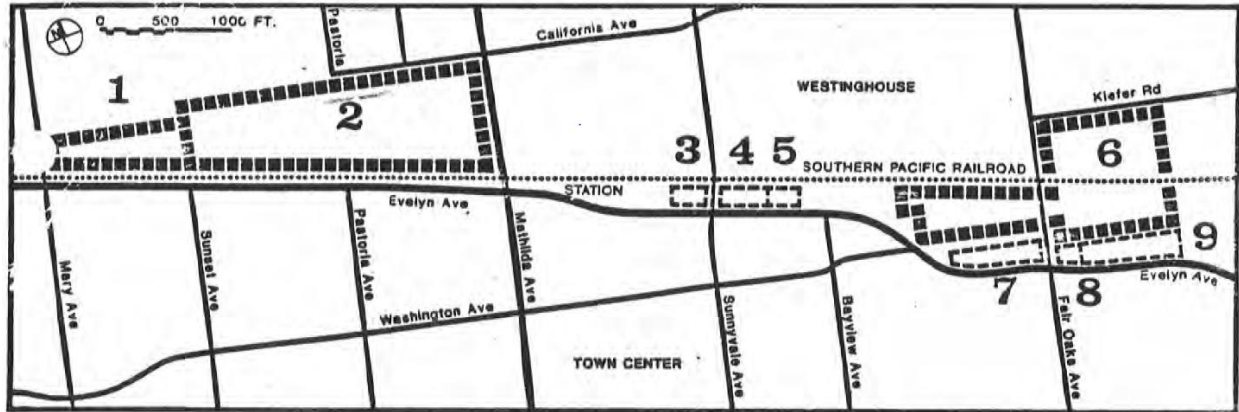 N
0 500 1000 FT.
Pastoria
California Ave
1
2
WESTINGHOUSE
Kiefer Rd
3
4
5
6
SOUTHERN PACIFIC RAILROAD
STATION
Evelyn Ave
Mary Ave
Sunset Ave
Pastoria Ave
Mathilda Ave
Washington Ave
TOWN CENTER
Sunnyvale Ave
Bayview Ave
7
8
9
Fair Oaks Ave
Evelyn Ave